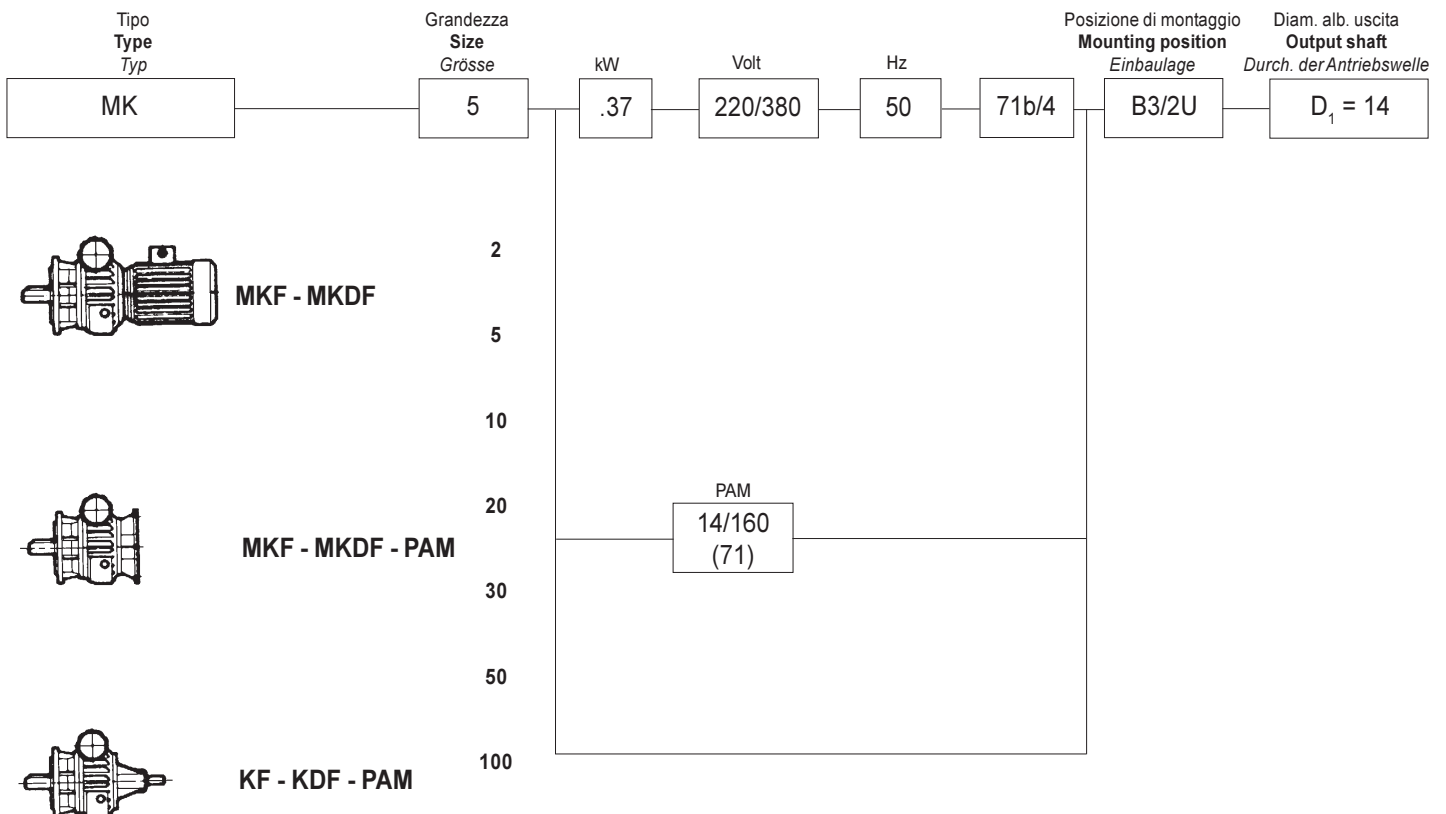 Tipo
Type
Typ
Grandezza
Size
Grösse
kW
Volt
Hz
Posizione di montaggio
Mounting position
Einbaulage
Diam. alb. uscita
Output shaft
Durch. der Antriebswelle
MK
5
.37
220/380
50
71b/4
B3/2U
D₁ = 14
2
MKF - MKDF
5
10
20
PAM
14/160
(71)
MKF - MKDF - PAM
30
50
100
KF - KDF - PAM